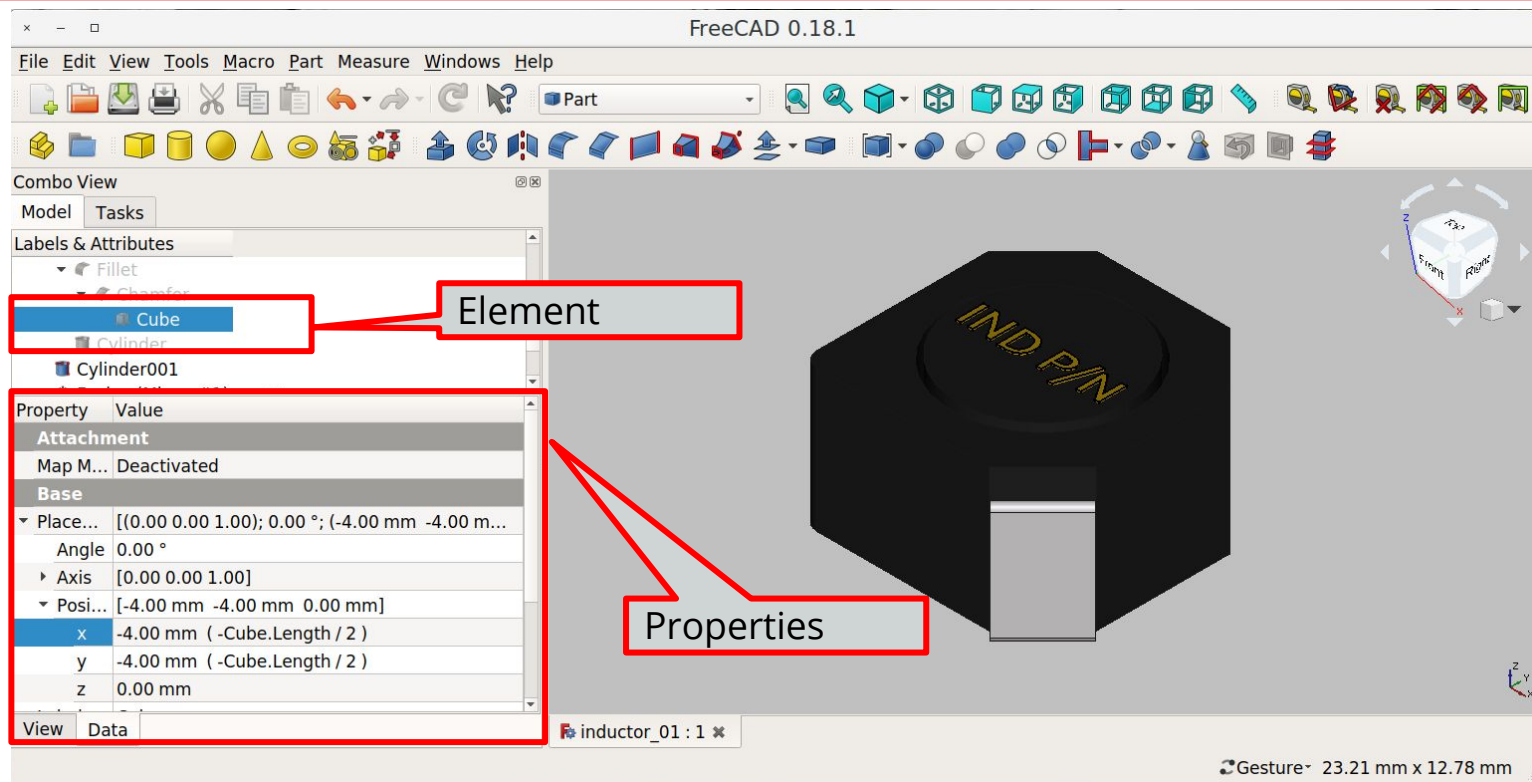 FreeCAD 0.18.1
File Edit View Tools Macro Part Measure Windows Help
Part
Combo View
Model Tasks
Labels & Attributes
Fillet
Chamfer
Cube
Cylinder
Cylinder001
Element
Property Value
Attachment
Map M... Deactivated
Base
Place... [(0.00 0.00 1.00); 0.00 °; (-4.00 mm -4.00 m...
Angle 0.00 °
Axis [0.00 0.00 1.00]
Posi... [-4.00 mm -4.00 mm 0.00 mm]
x -4.00 mm ( -Cube.Length / 2 )
y -4.00 mm ( -Cube.Length / 2 )
z 0.00 mm
View Data
Properties
IND P/N
Top
Front Right
z
x
z
Y
X
inductor_01 : 1
Gesture 23.21 mm x 12.78 mm